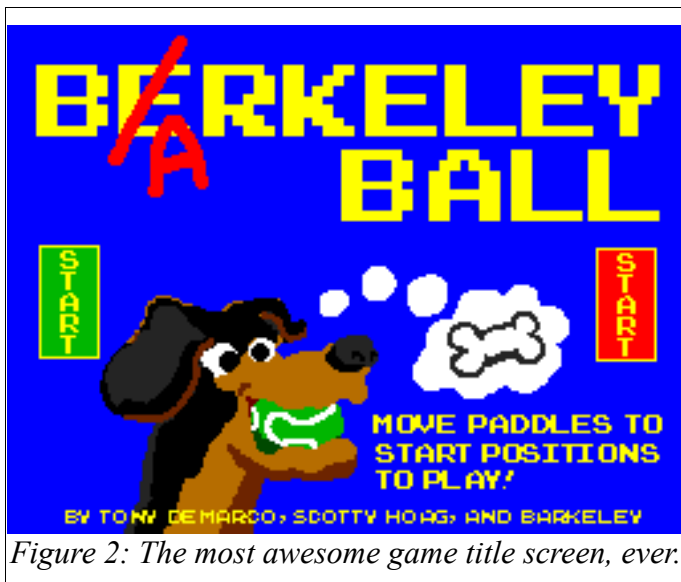 BERKELEY
A
BALL
START
START
MOVE PADDLES TO
START POSITIONS
TO PLAY!
BY TONY DEMARCO, SCOTTY HOAG, AND BARKELEY
Figure 2: The most awesome game title screen, ever.